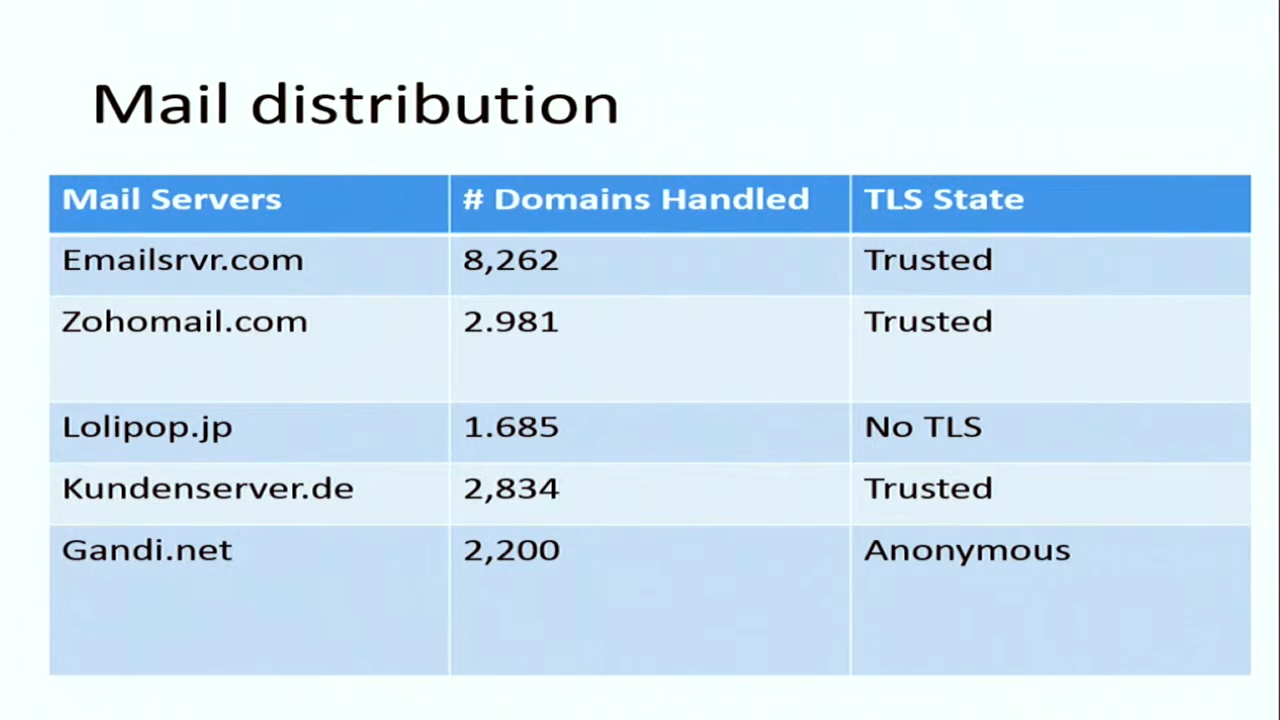 Mail distribution
Mail Servers # Domains Handled TLS State
Emailsrvr.com 8,262 Trusted
Zohomail.com 2.981 Trusted
Lolipop.jp 1.685 No TLS
Kundenserver.de 2,834 Trusted
Gandi.net 2,200 Anonymous